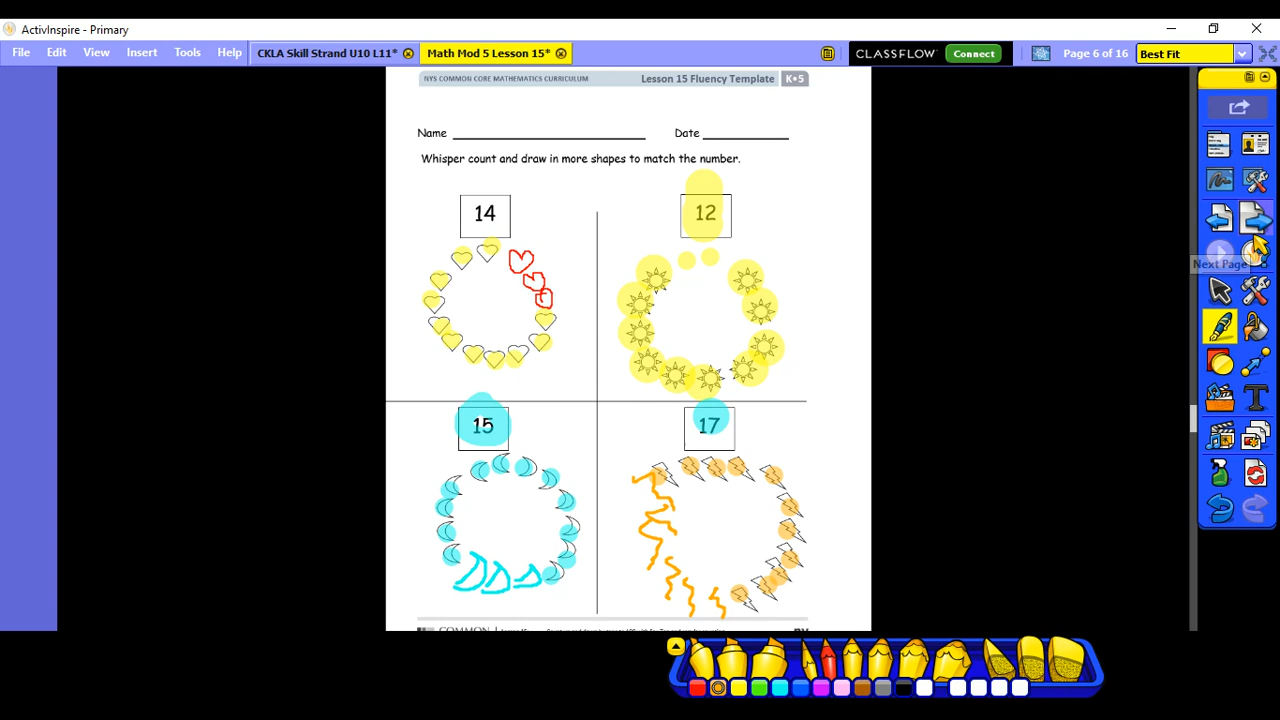 ActivInspire - Primary
File Edit View Insert Tools Help
CKLA Skill Strand U10 L11*
Math Mod 5 Lesson 15*
CLASSFLOW Connect
Page 6 of 16
Best Fit
NYS COMMON CORE MATHEMATICS CURRICULUM
Lesson 15 Fluency Template K•5
Name Date
Whisper count and draw in more shapes to match the number.
14
12
Next Page
15
17
COMMON